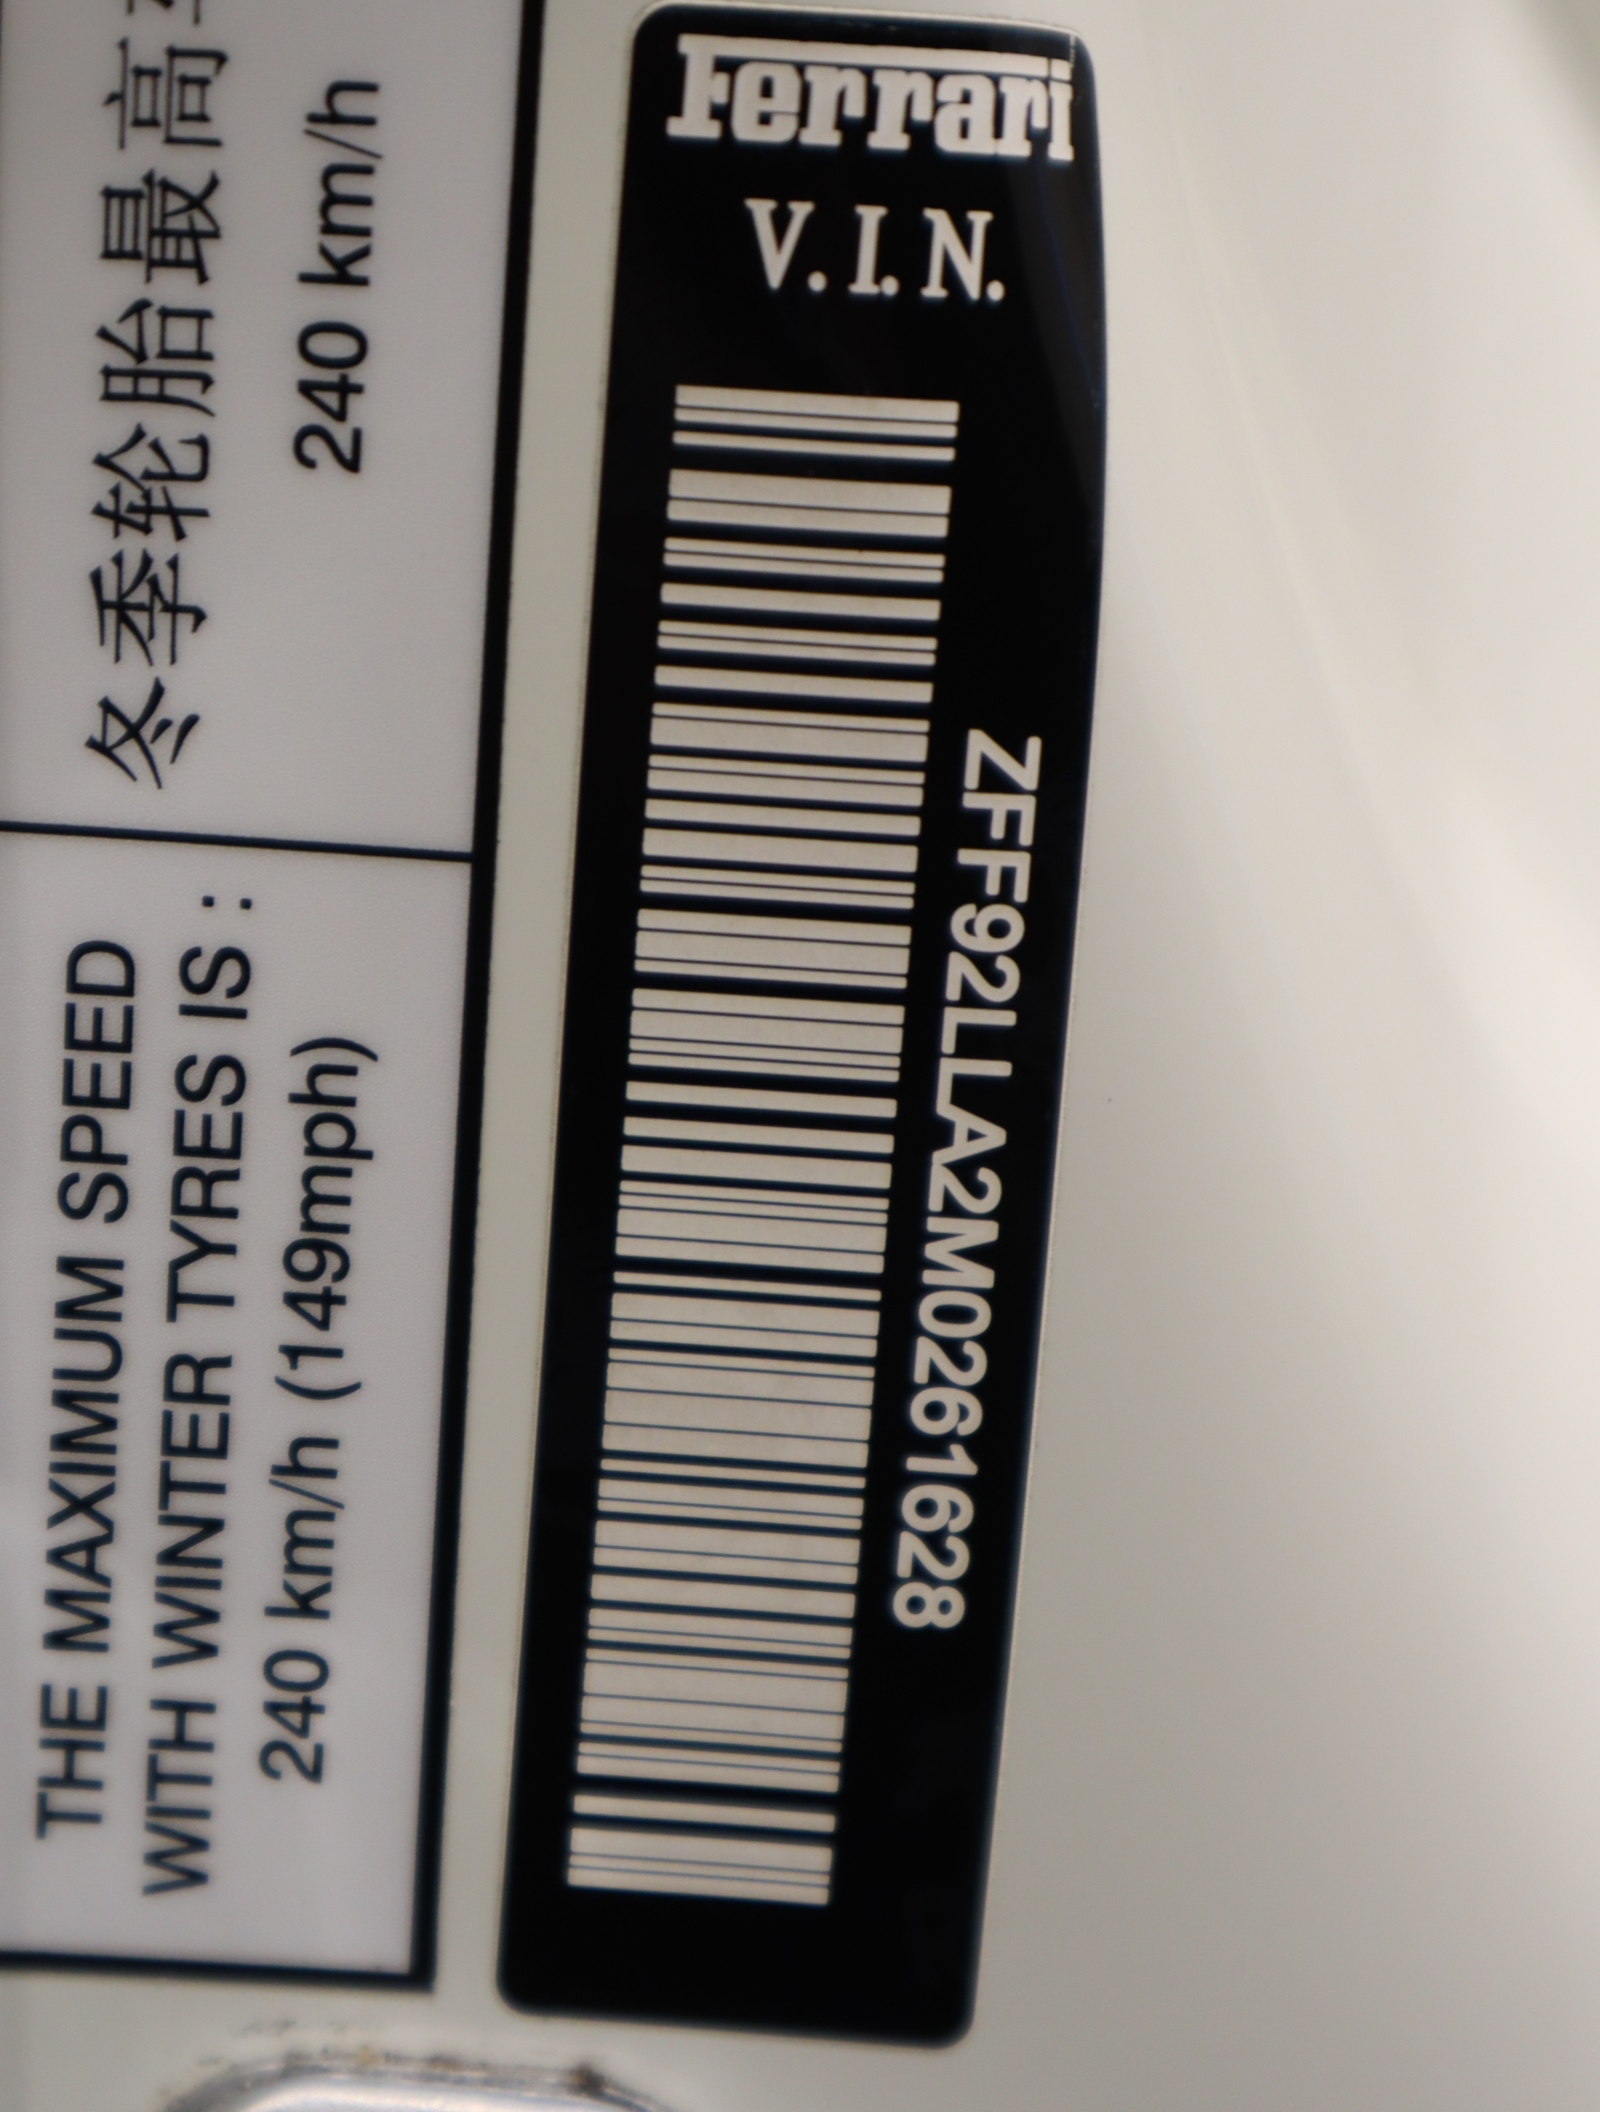 Ferrari
V.I.N.
ZFF92LLA2M0261628
冬季轮胎最高
240 km/h
THE MAXIMUM SPEED
WITH WINTER TYRES IS :
240 km/h (149mph)